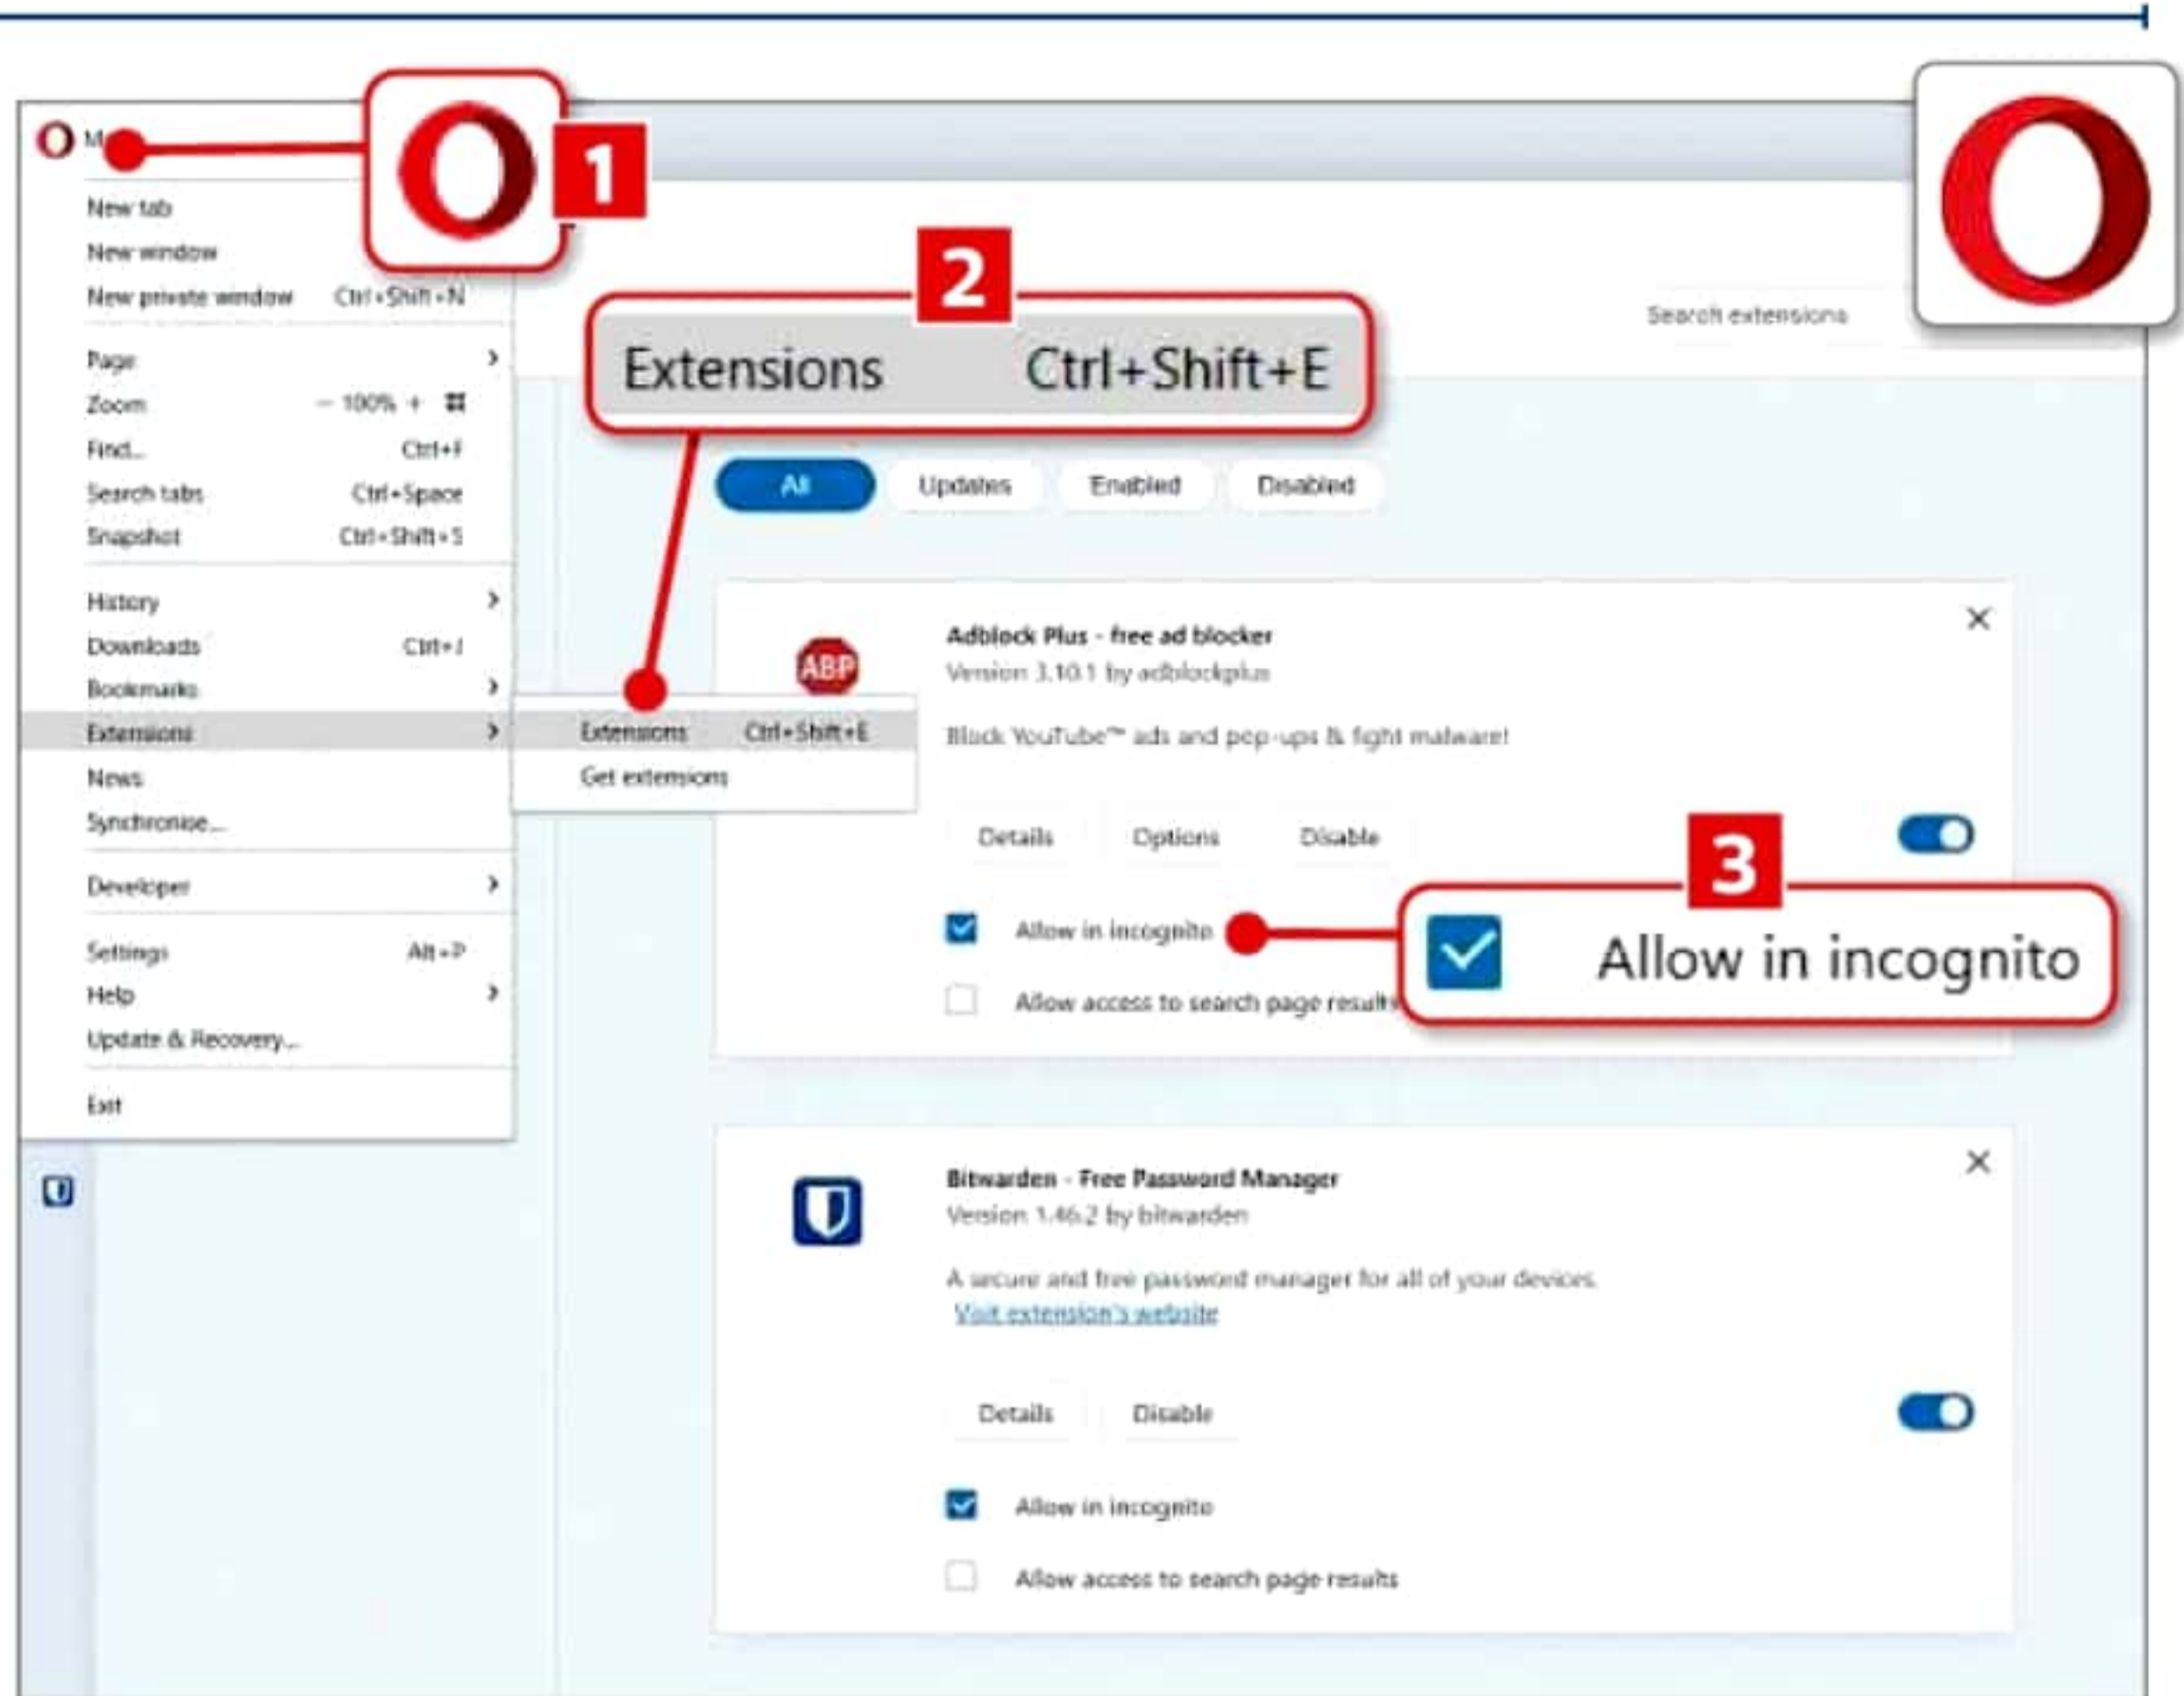 M
1
New tab
New window
New private window Ctrl+Shift+N
Page
Zoom - 100% +
Find... Ctrl+F
Search tabs Ctrl+Space
Snapshot Ctrl+Shift+S
History
Downloads Ctrl+J
Bookmarks
Extensions
News
Synchronise...
Developer
Settings Alt+P
Help
Update & Recovery...
Exit
2
Extensions Ctrl+Shift+E
Extensions Ctrl+Shift+E
Get extensions
Search extensions
All Updates Enabled Disabled
ABP
Adblock Plus - free ad blocker
Version 3.10.1 by adblockplus
Block YouTube™ ads and pop-ups & fight malware!
Details Options Disable
Allow in incognito
3
Allow in incognito
Allow access to search page results
Bitwarden - Free Password Manager
Version 1.46.2 by bitwarden
A secure and free password manager for all of your devices.
Visit extension's website
Details Disable
Allow in incognito
Allow access to search page results